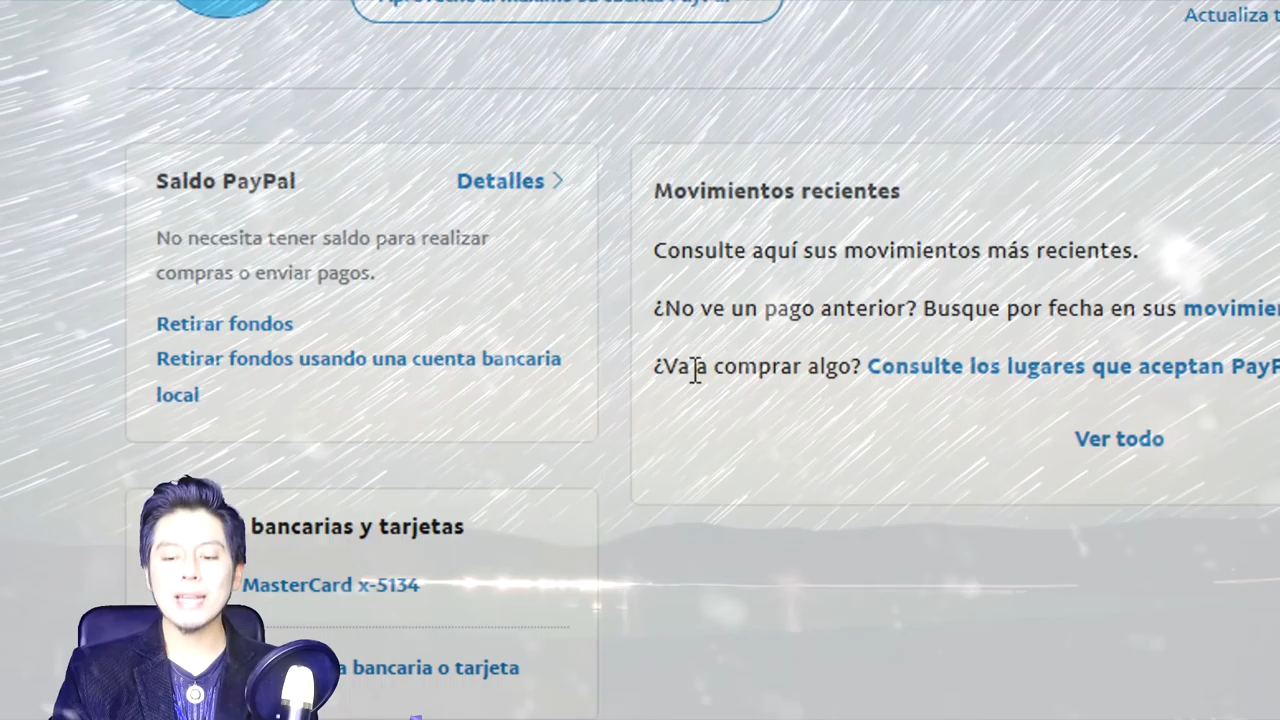 Actualiza t
Saldo PayPal
Detalles
No necesita tener saldo para realizar
compras o enviar pagos.
Retirar fondos
Retirar fondos usando una cuenta bancaria
local
Movimientos recientes
Consulte aquí sus movimientos más recientes.
¿No ve un pago anterior? Busque por fecha en sus movimien
¿Va a comprar algo? Consulte los lugares que aceptan PayP
Ver todo
bancarias y tarjetas
MasterCard x-5134
a bancaria o tarjeta